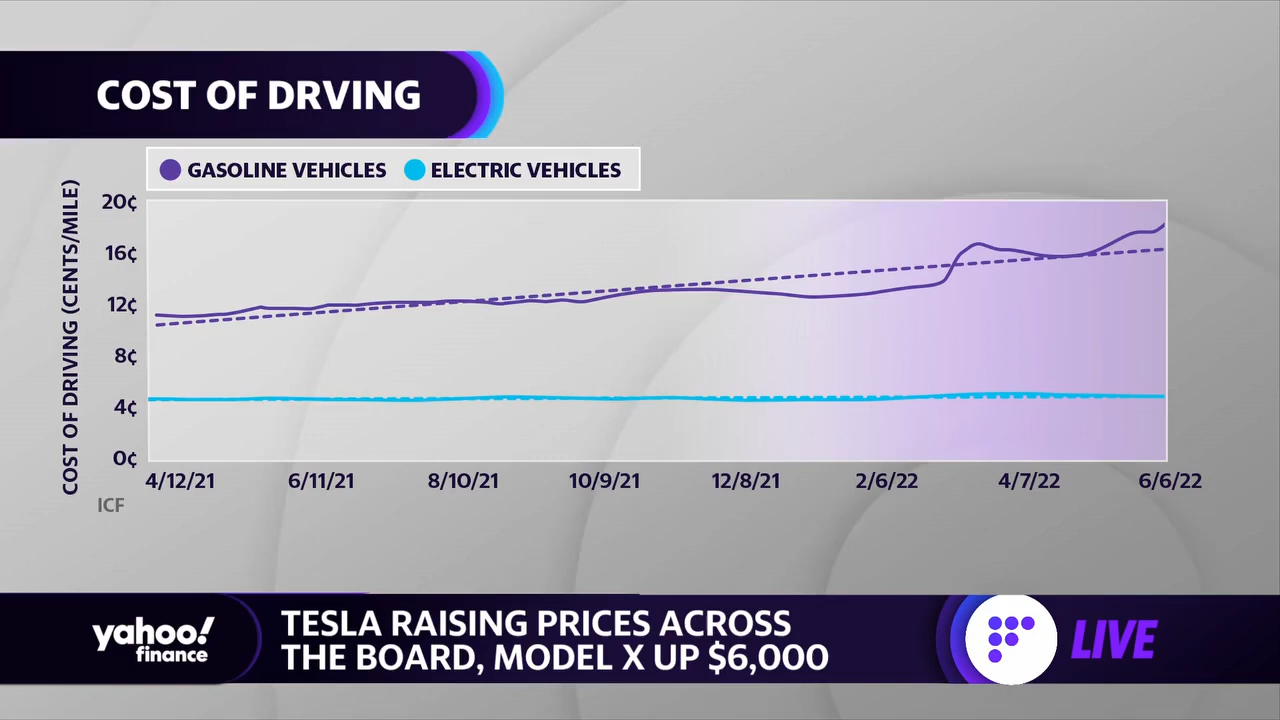 COST OF DRVING
GASOLINE VEHICLES ELECTRIC VEHICLES
COST OF DRIVING (CENTS/MILE)
20¢
16¢
12¢
8¢
4¢
0¢
4/12/21 6/11/21 8/10/21 10/9/21 12/8/21 2/6/22 4/7/22 6/6/22
ICF
yahoo!
finance
TESLA RAISING PRICES ACROSS
THE BOARD, MODEL X UP $6,000
LIVE